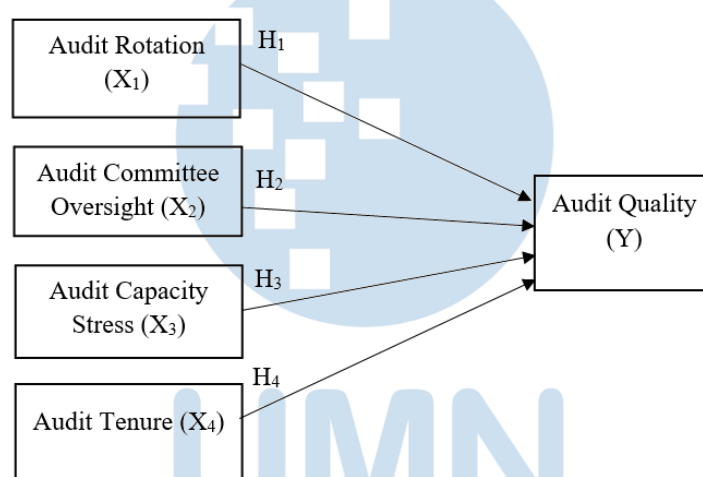 Audit Rotation
(X₁)
H₁
Audit Committee
Oversight (X₂)
H₂
Audit Capacity
Stress (X₃)
H₃
Audit Tenure (X₄)
H₄
Audit Quality
(Y)
UMN